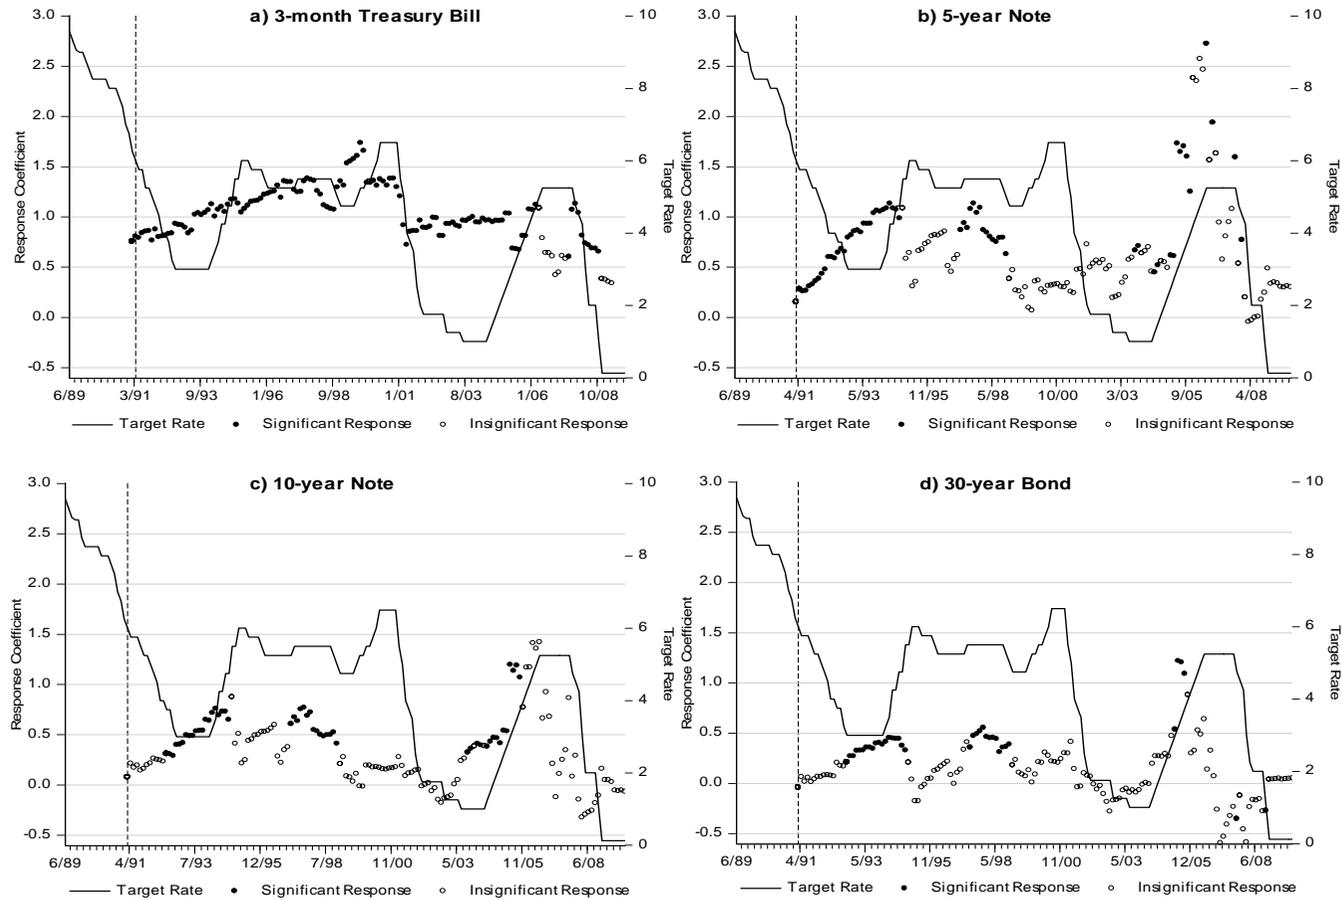 a) 3-month Treasury Bill
3.0
2.5
2.0
1.5
1.0
0.5
0.0
-0.5
Response Coefficient
10
8
6
4
2
0
Target Rate
6/89 3/91 9/93 1/96 9/98 1/01 8/03 1/06 10/08
Target Rate Significant Response Insignificant Response
b) 5-year Note
3.0
2.5
2.0
1.5
1.0
0.5
0.0
-0.5
Response Coefficient
10
8
6
4
2
0
Target Rate
6/89 4/91 5/93 11/95 5/98 10/00 3/03 9/05 4/08
Target Rate Significant Response Insignificant Response
c) 10-year Note
3.0
2.5
2.0
1.5
1.0
0.5
0.0
-0.5
Response Coefficient
10
8
6
4
2
0
Target Rate
6/89 4/91 7/93 12/95 7/98 11/00 5/03 11/05 6/08
Target Rate Significant Response Insignificant Response
d) 30-year Bond
3.0
2.5
2.0
1.5
1.0
0.5
0.0
-0.5
Response Coefficient
10
8
6
4
2
0
Target Rate
6/89 4/91 5/93 11/95 5/98 11/00 5/03 12/05 6/08
Target Rate Significant Response Insignificant Response